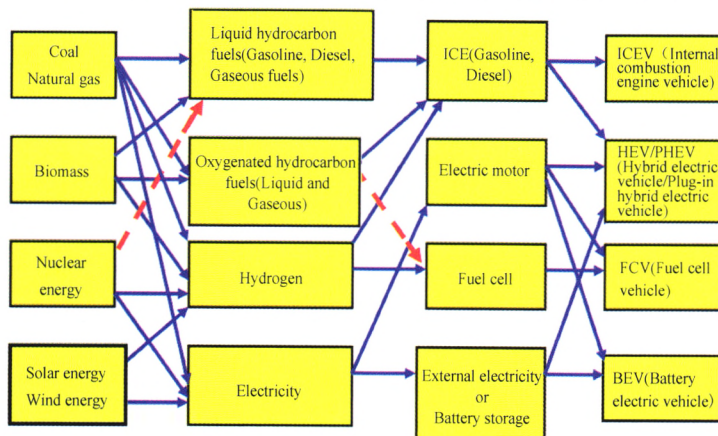 Coal
Natural gas
Liquid hydrocarbon
fuels(Gasoline, Diesel,
Gaseous fuels)
ICE(Gasoline,
Diesel)
ICEV（Internal
combustion
engine vehicle)
Biomass
Oxygenated hydrocarbon
fuels(Liquid and
Gaseous)
Electric motor
HEV/PHEV
(Hybrid electric
vehicle/Plug-in
hybrid electric
vehicle)
Nuclear
energy
Hydrogen
Fuel cell
FCV(Fuel cell
vehicle)
Solar energy
Wind energy
Electricity
External electricity
or
Battery storage
BEV(Battery
electric vehicle)